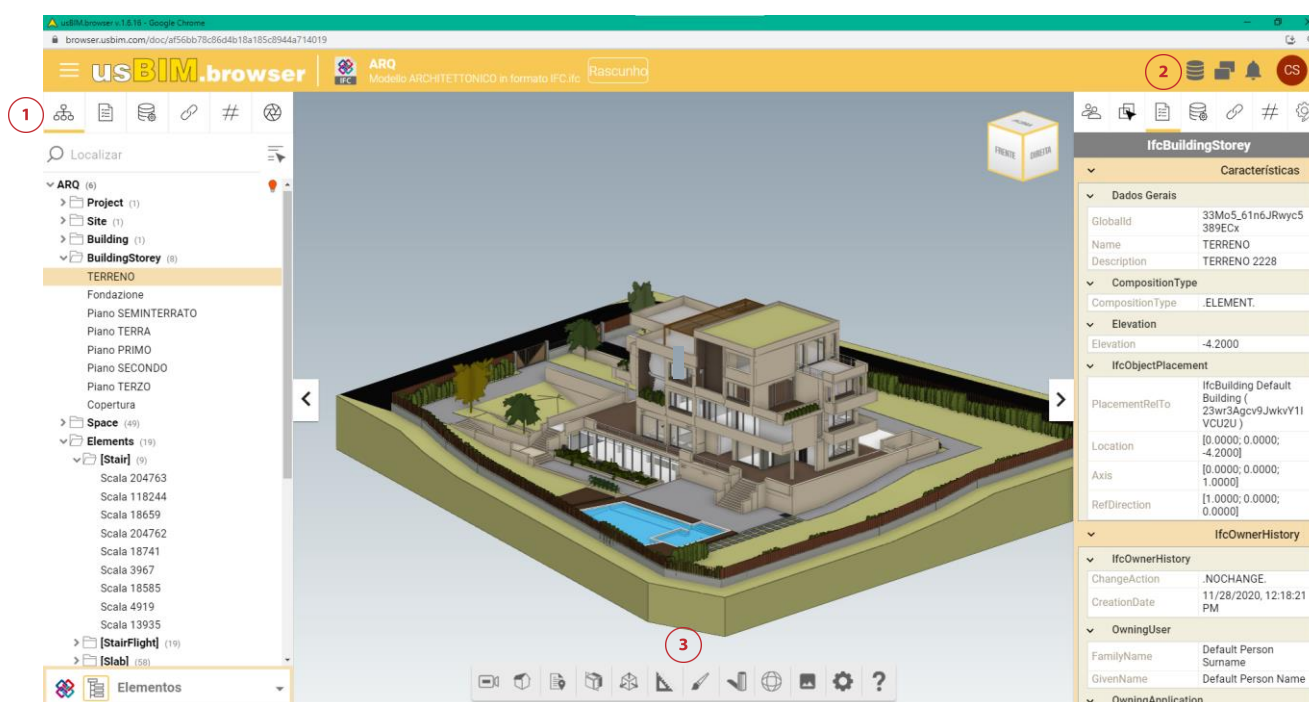 usBIM.browser v.1.6.16 - Google Chrome
browser.usbim.com/doc/af56bb78c86d4b18a185c8944a714019
usBIM.browser
IFC
ARQ
Modello ARCHITETTONICO in formato IFC.ifc
Rascunho
2
CS
1
#
Localizar
ARQ (6)
Project (1)
Site (1)
Building (1)
BuildingStorey (8)
TERRENO
Fondazione
Piano SEMINTERRATO
Piano TERRA
Piano PRIMO
Piano SECONDO
Piano TERZO
Copertura
Space (49)
Elements (19)
[Stair] (9)
Scala 204763
Scala 118244
Scala 18659
Scala 204762
Scala 18741
Scala 3967
Scala 18585
Scala 4919
Scala 13935
[StairFlight] (19)
[Slab] (58)
Elementos
FRENTE
DIREITA
3
?
#
IfcBuildingStorey
Características
Dados Gerais
GlobalId 33Mo5_61n6JRwyc5
389ECx
Name TERRENO
Description TERRENO 2228
CompositionType
CompositionType .ELEMENT.
Elevation
Elevation -4.2000
IfcObjectPlacement
PlacementRelTo IfcBuilding Default
Building (
23wr3Agcv9JwkvY1I
VCU2U )
Location [0.0000; 0.0000;
-4.2000]
Axis [0.0000; 0.0000;
1.0000]
RefDirection [1.0000; 0.0000;
0.0000]
IfcOwnerHistory
IfcOwnerHistory
ChangeAction .NOCHANGE.
CreationDate 11/28/2020, 12:18:21
PM
OwningUser
FamilyName Default Person
Surname
GivenName Default Person Name
OwningApplication